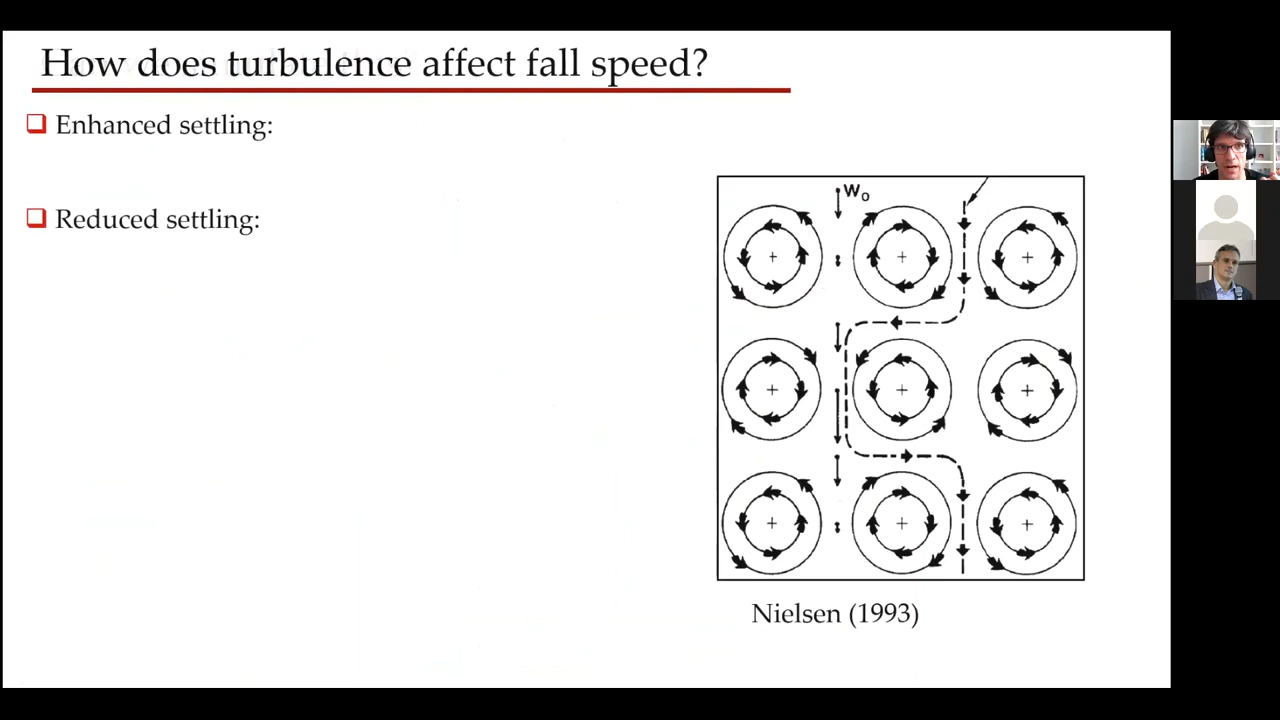 How does turbulence affect fall speed?
Enhanced settling:
Reduced settling:
W₀
Nielsen (1993)